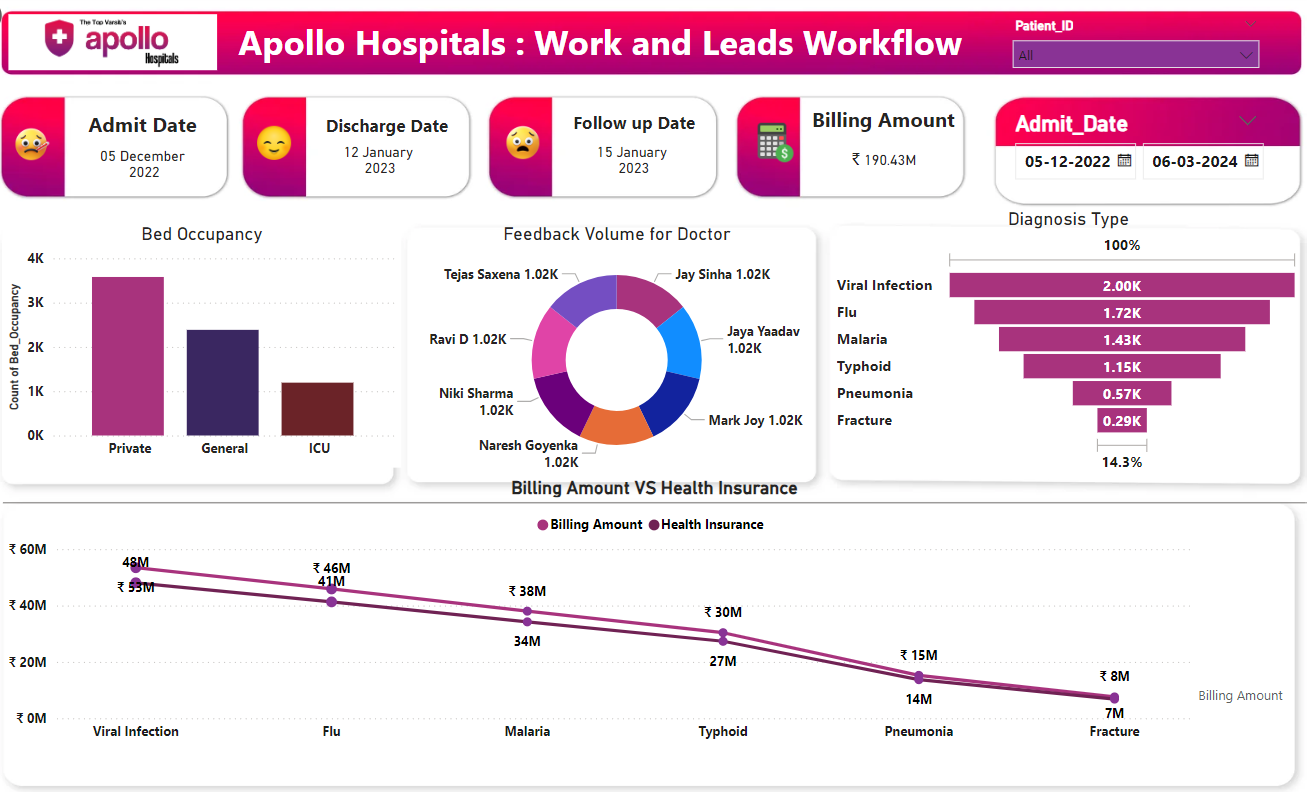 The Top Varsik's
apollo
Hospitals
Apollo Hospitals : Work and Leads Workflow
Patient_ID
All
Admit Date
05 December
2022
Discharge Date
12 January
2023
Follow up Date
15 January
2023
Billing Amount
₹ 190.43M
Admit_Date
05-12-2022
06-03-2024
Bed Occupancy
4K
3K
2K
1K
0K
Count of Bed_Occupancy
Private
General
ICU
Feedback Volume for Doctor
Tejas Saxena 1.02K
Jay Sinha 1.02K
Ravi D 1.02K
Jaya Yaadav
1.02K
Niki Sharma
1.02K
Mark Joy 1.02K
Naresh Goyenka
1.02K
Diagnosis Type
100%
Viral Infection 2.00K
Flu 1.72K
Malaria 1.43K
Typhoid 1.15K
Pneumonia 0.57K
Fracture 0.29K
14.3%
Billing Amount VS Health Insurance
Billing Amount Health Insurance
₹ 60M
₹ 40M
₹ 20M
₹ 0M
48M
₹ 53M
₹ 46M
41M
₹ 38M
34M
₹ 30M
27M
₹ 15M
14M
₹ 8M
7M
Billing Amount
Viral Infection
Flu
Malaria
Typhoid
Pneumonia
Fracture